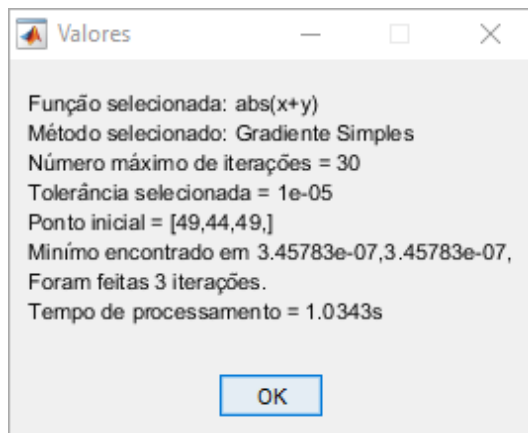 Valores
Função selecionada: abs(x+y)
Método selecionado: Gradiente Simples
Número máximo de iterações = 30
Tolerância selecionada = 1e-05
Ponto inicial = [49,44,49,]
Minímo encontrado em 3.45783e-07,3.45783e-07,
Foram feitas 3 iterações.
Tempo de processamento = 1.0343s
OK